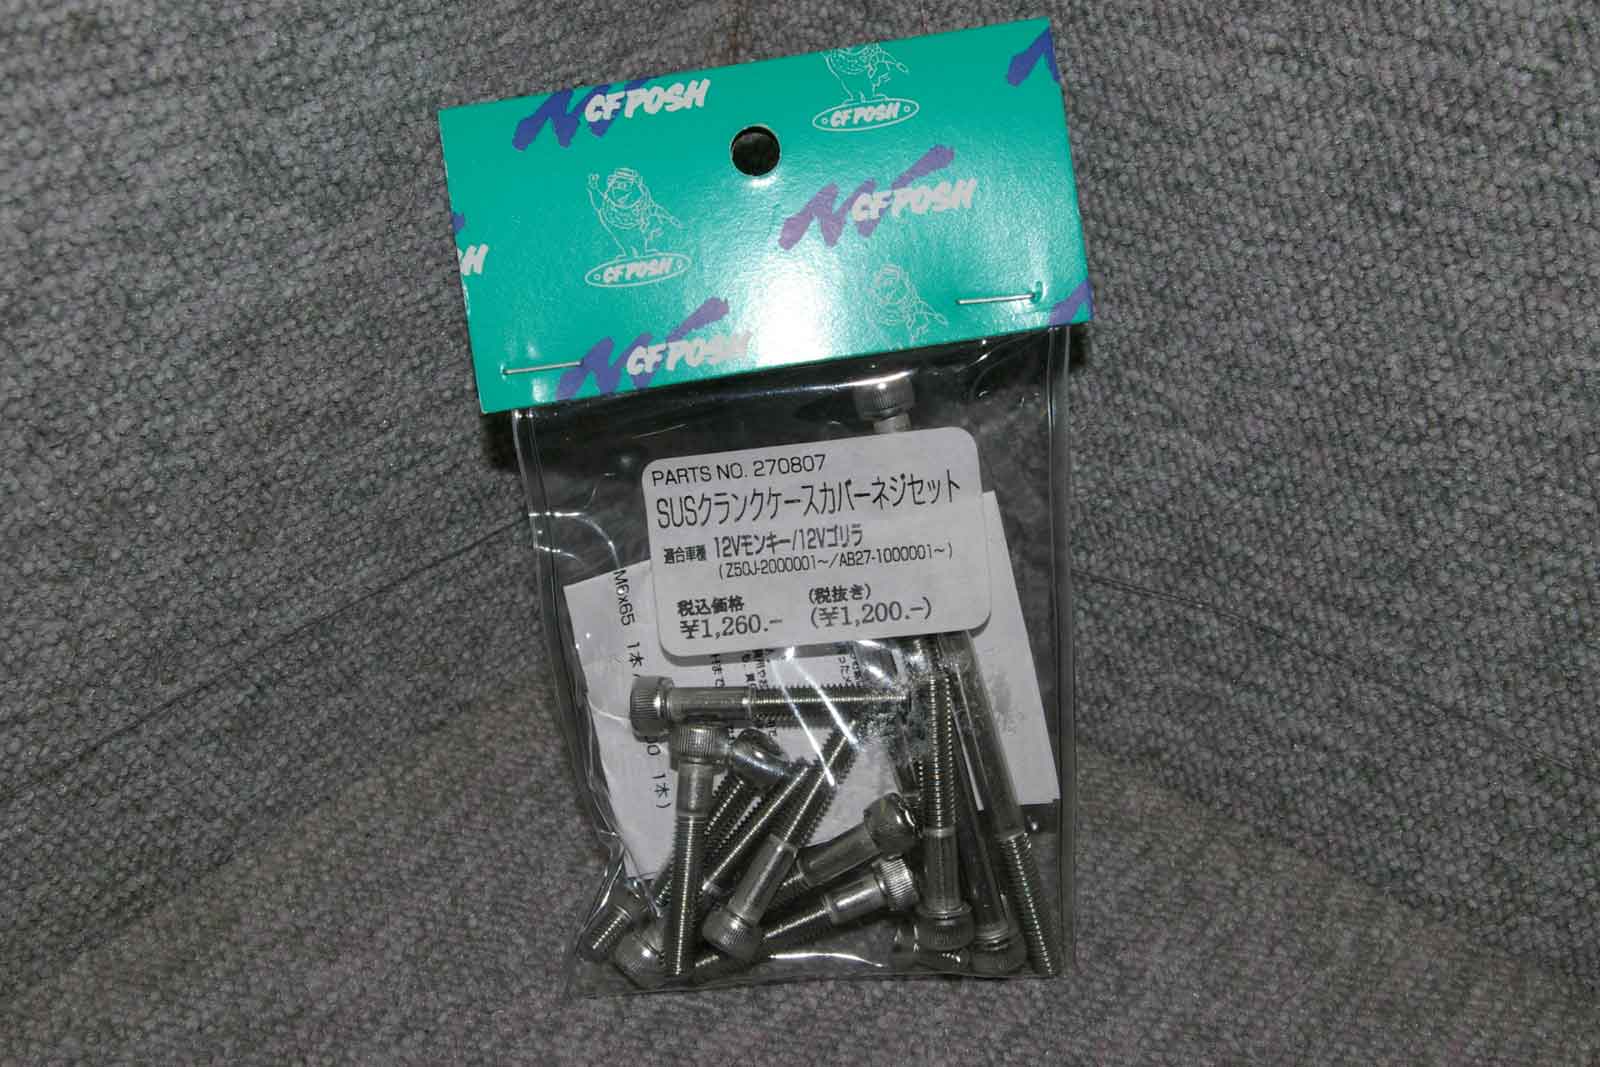 CF POSH
CF POSH
CF POSH
CF POSH
CF POSH
PARTS NO. 270807
SUSクランクケースカバーネジセット
適合車種 12Vモンキー/12Vゴリラ
(Z50J-2000001～/AB27-1000001～)
税込価格 (税抜き)
¥1,260.- (¥1,200.-)
M6x65 1本
1本)